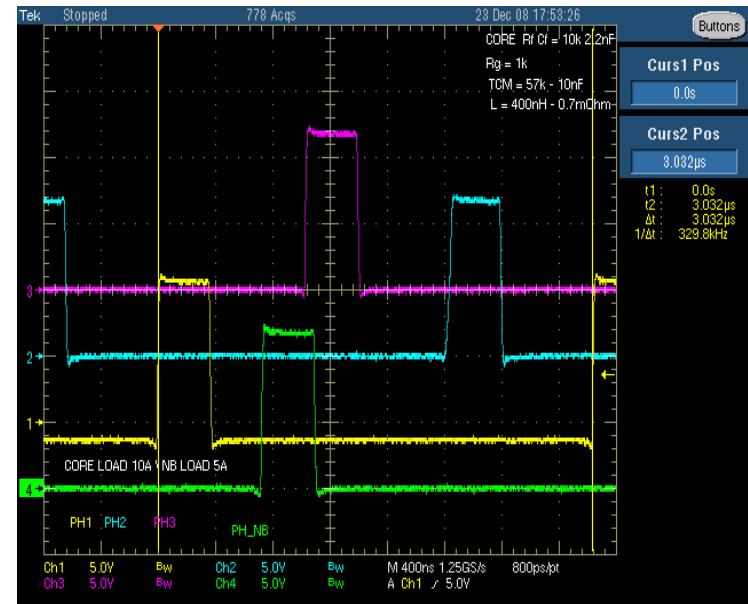 Tek Stopped 778 Acqs 23 Dec 08 17:53:26
Buttons
CORE Rf Cf = 10k 2.2nF
Rg = 1k
TCM = 57k - 10nF
L = 400nH - 0.7mOhm
Curs1 Pos
0.0s
Curs2 Pos
3.032µs
t1 : 0.0s
t2 : 3.032µs
Δt : 3.032µs
1/Δt : 329.8kHz
3
2
1
CORE LOAD 10A \ NB LOAD 5A
4
PH1 PH2 PH3 PH_NB
Ch1 5.0V Bw Ch2 5.0V Bw M 400ns 1.25GS/s 800ps/pt
Ch3 5.0V Bw Ch4 5.0V Bw A Ch1 5.0V